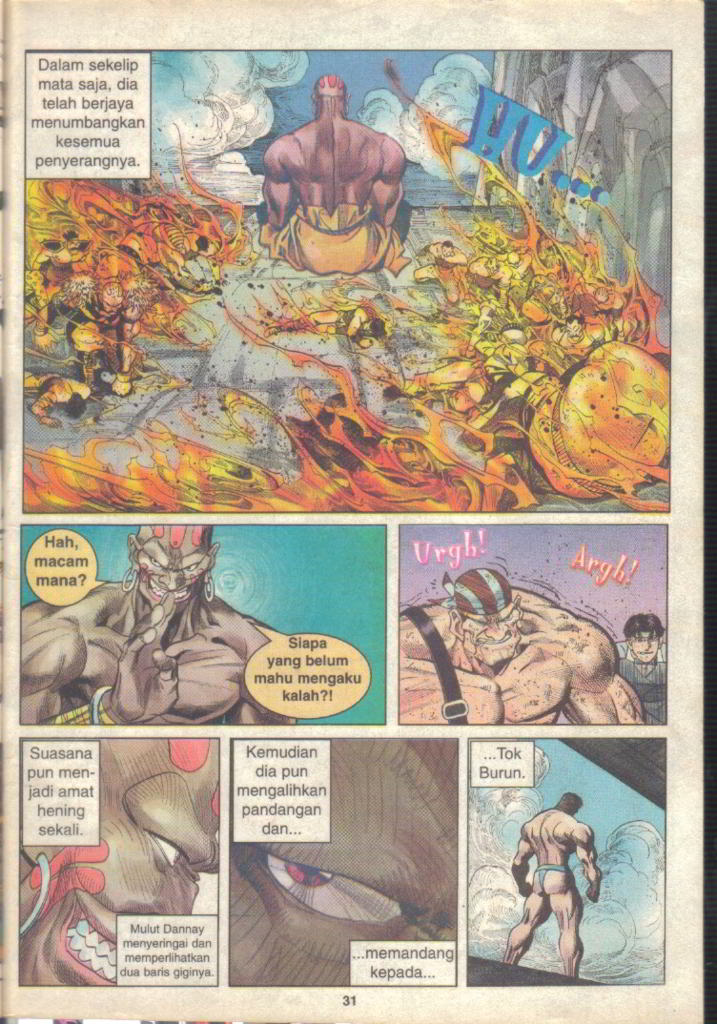 Dalam sekelip
mata saja, dia
telah berjaya
menumbangkan
kesemua
penyerangnya.
HU....
Hah,
macam
mana?
Siapa
yang belum
mahu mengaku
kalah?!
Urgh!
Argh!
Suasana
pun men-
jadi amat
hening
sekali.
Mulut Dannay
menyeringai dan
memperlihatkan
dua baris giginya.
Kemudian
dia pun
mengalihkan
pandangan
dan...
...memandang
kepada...
...Tok
Burun.
31